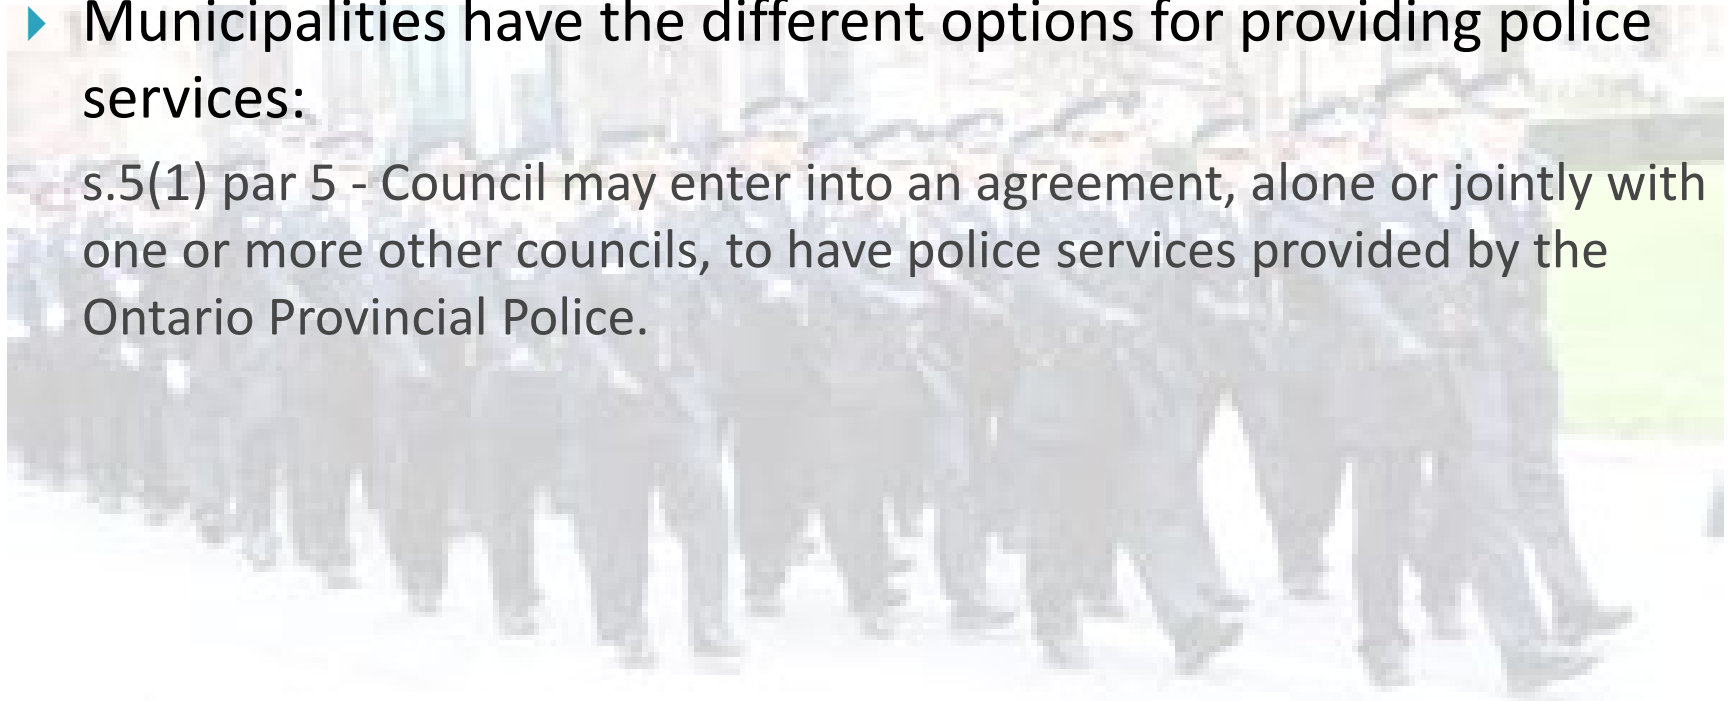 Municipalities have the different options for providing police
services:
s.5(1) par 5 - Council may enter into an agreement, alone or jointly with
one or more other councils, to have police services provided by the
Ontario Provincial Police.